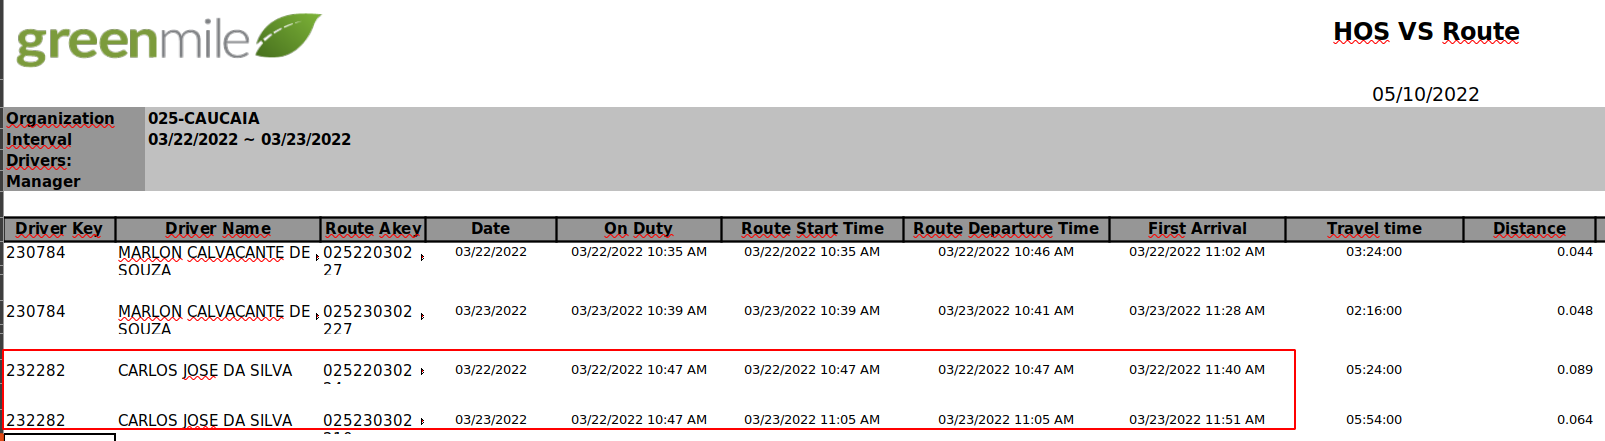 greenmile
HOS VS Route
05/10/2022
Organization 025-CAUCAIA
Interval 03/22/2022 ~ 03/23/2022
Drivers:
Manager
Driver Key Driver Name Route Akey Date On Duty Route Start Time Route Departure Time First Arrival Travel time Distance
230784 MARLON CALVACANTE DE 025220302 03/22/2022 03/22/2022 10:35 AM 03/22/2022 10:35 AM 03/22/2022 10:46 AM 03/22/2022 11:02 AM 03:24:00 0.044
SOUZA 27
230784 MARLON CALVACANTE DE 025230302 03/23/2022 03/23/2022 10:39 AM 03/23/2022 10:39 AM 03/23/2022 10:41 AM 03/23/2022 11:28 AM 02:16:00 0.048
SOUZA 227
232282 CARLOS JOSE DA SILVA 025220302 03/22/2022 03/22/2022 10:47 AM 03/22/2022 10:47 AM 03/22/2022 10:47 AM 03/22/2022 11:40 AM 05:24:00 0.089
232282 CARLOS JOSE DA SILVA 025230302 03/23/2022 03/22/2022 10:47 AM 03/23/2022 11:05 AM 03/23/2022 11:05 AM 03/23/2022 11:51 AM 05:54:00 0.064